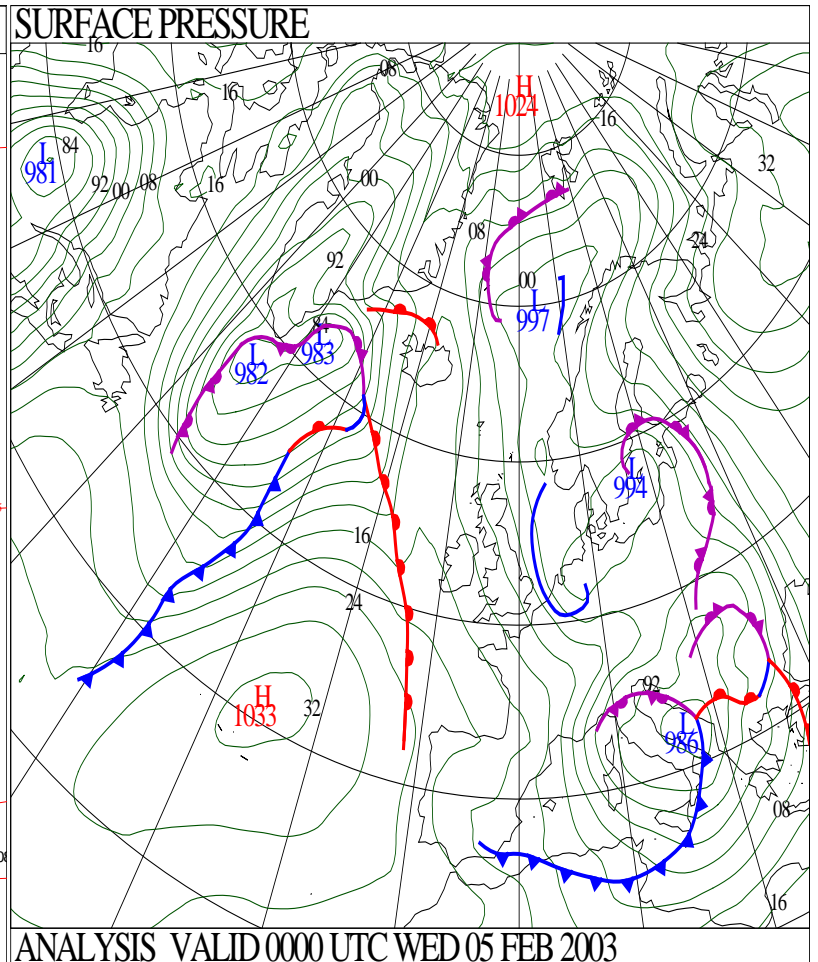 SURFACE PRESSURE
16
08
H
1024
16
16
L
981
84
92 00 08
16
00
32
08
24
92
00
L
997
84
L
983
L
982
L
994
16
24
H
1033
32
92
L
986
08
16
ANALYSIS VALID 0000 UTC WED 05 FEB 2003